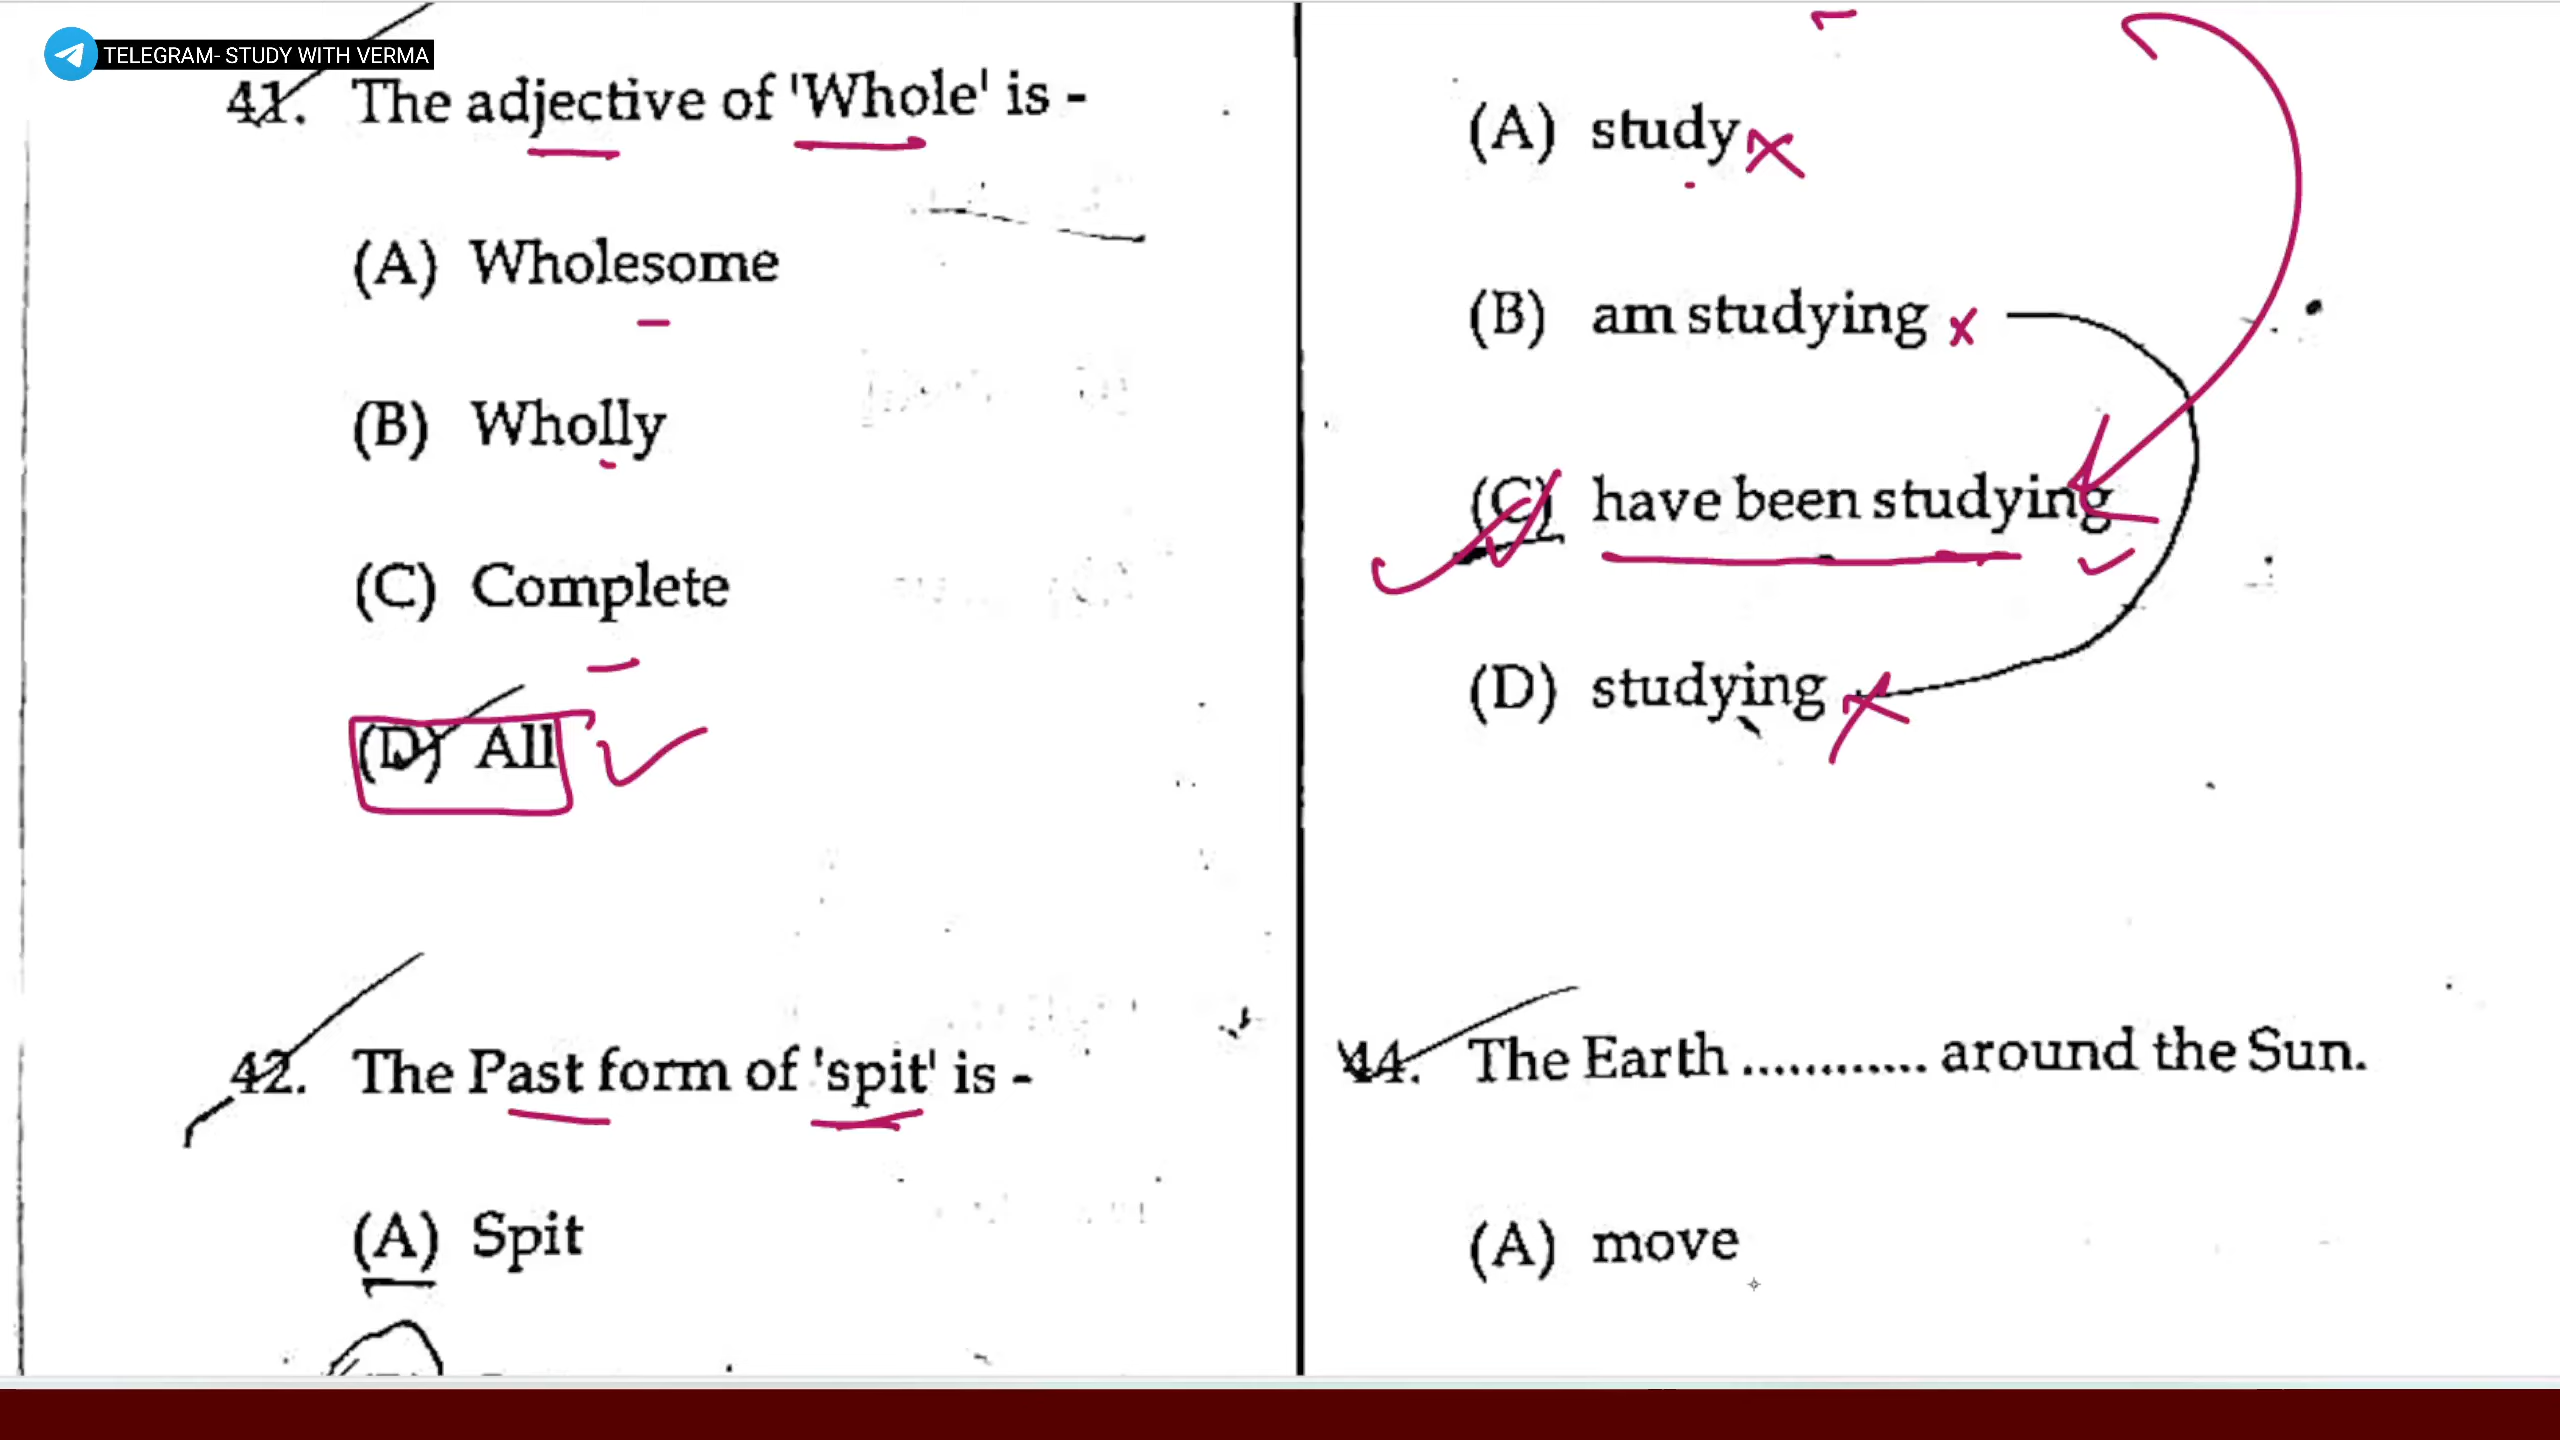 TELEGRAM- STUDY WITH VERMA
41. The adjective of 'Whole' is -
(A) Wholesome
(B) Wholly
(C) Complete
(D) All
42. The Past form of 'spit' is -
(A) Spit
(A) study
(B) am studying
(C) have been studying
(D) studying
44. The Earth ............ around the Sun.
(A) move